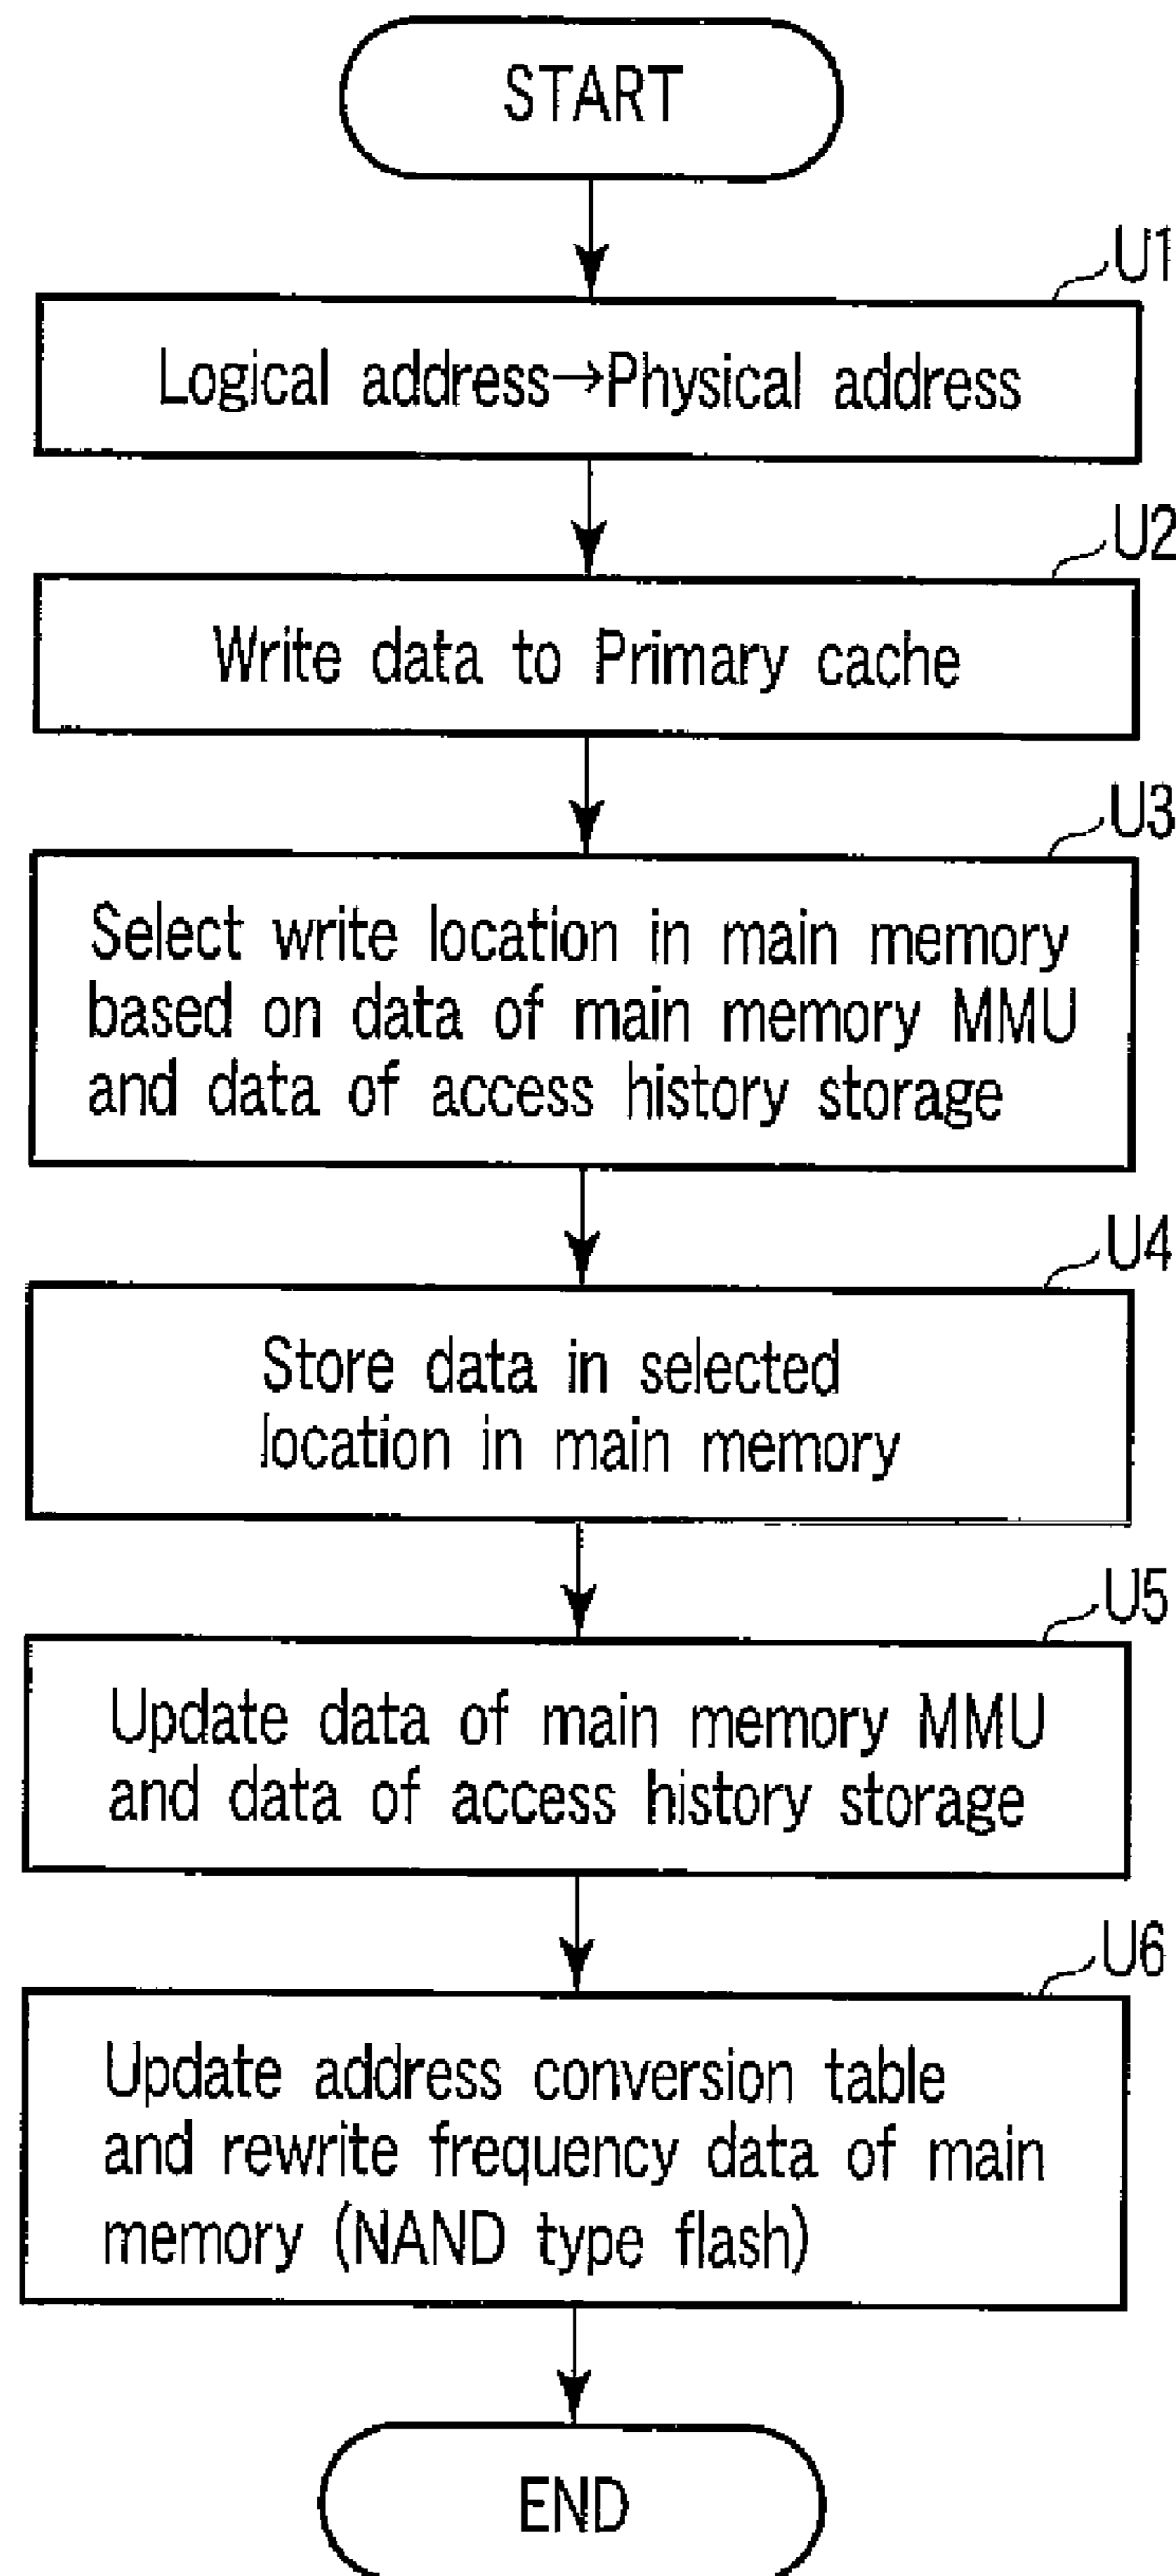 START
U1
Logical address→Physical address
U2
Write data to Primary cache
U3
Select write location in main memory
based on data of main memory MMU
and data of access history storage
U4
Store data in selected
location in main memory
U5
Update data of main memory MMU
and data of access history storage
U6
Update address conversion table
and rewrite frequency data of main
memory (NAND type flash)
END